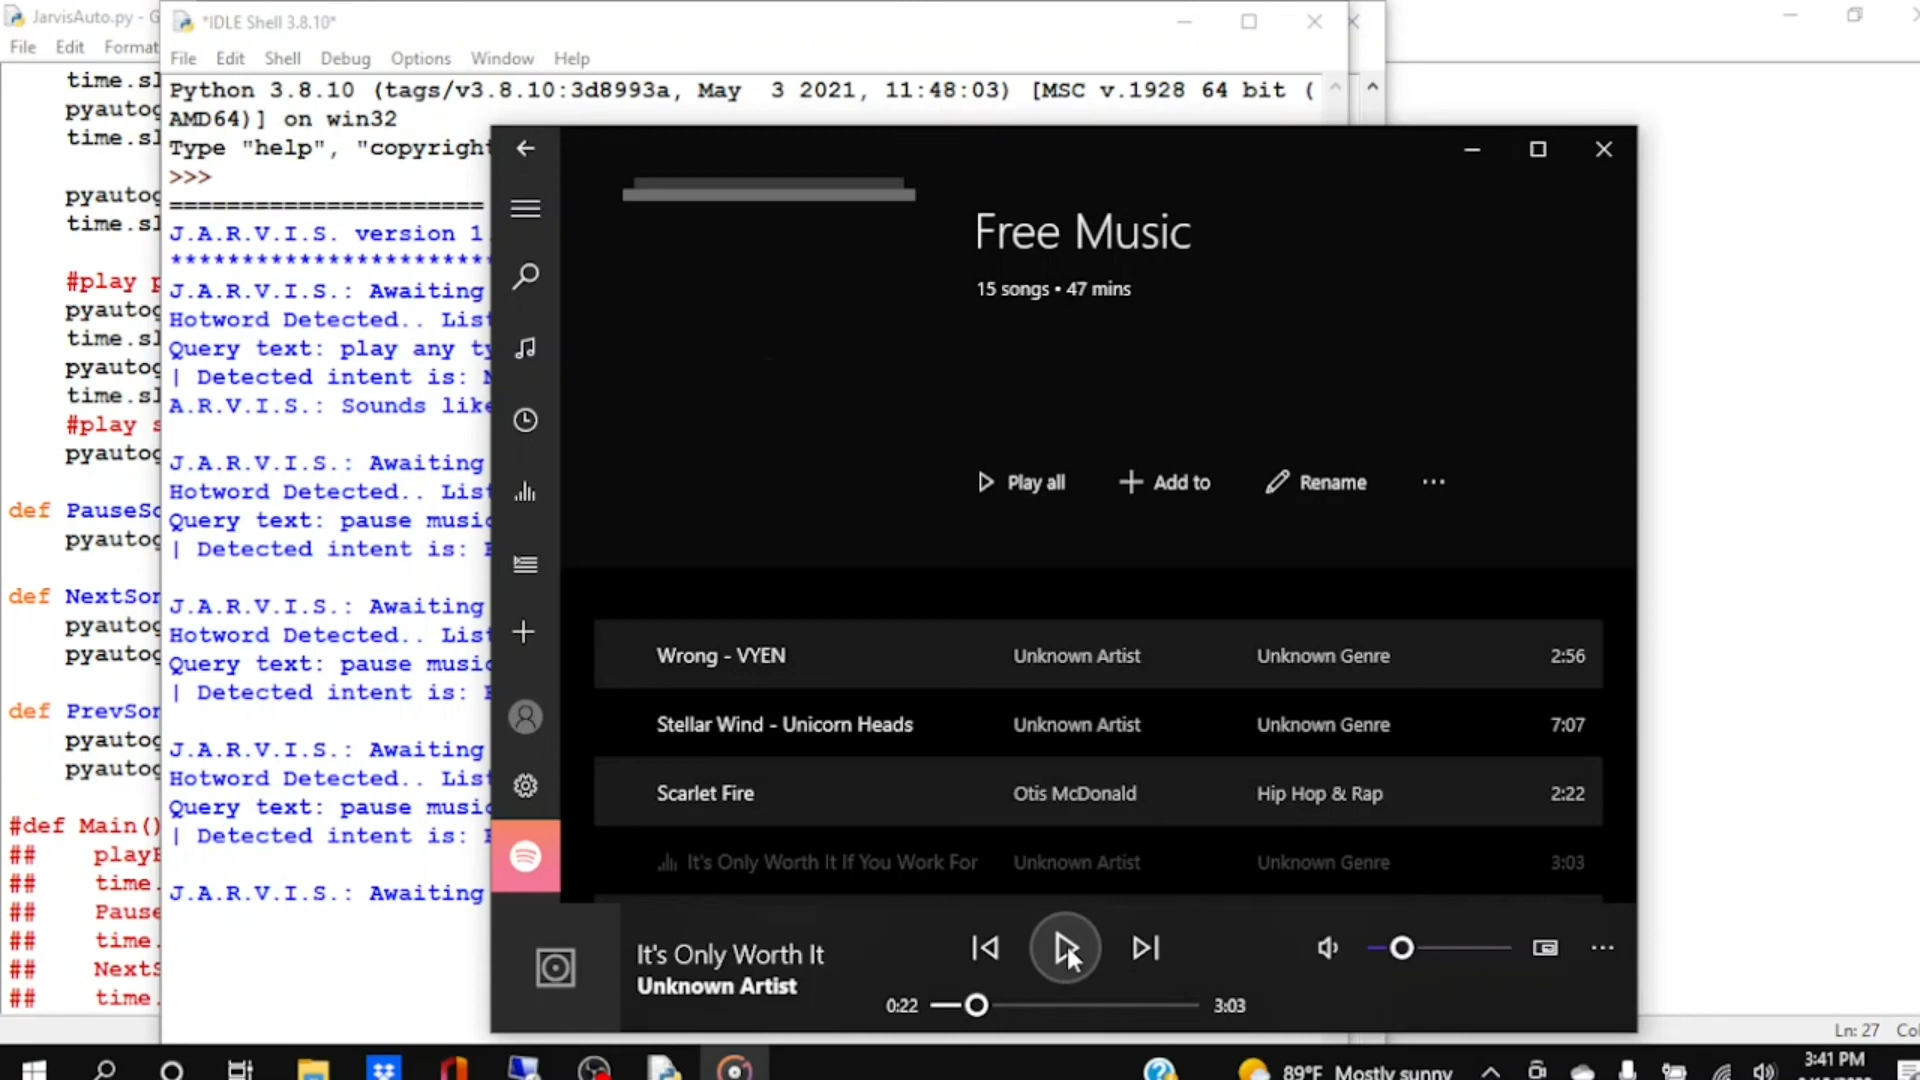 JarvisAuto.py -
File Edit Format
time.sl
pyautog
time.sl
pyautog
time.sl
#play p
pyautog
time.sl
pyautog
time.sl
#play s
pyautog
def PauseSo
pyautog
def NextSon
pyautog
pyautog
def PrevSon
pyautog
pyautog
#def Main()
## playE
## time.
## Pause
## time.
## NextS
## time.
*IDLE Shell 3.8.10*
File Edit Shell Debug Options Window Help
Python 3.8.10 (tags/v3.8.10:3d8993a, May 3 2021, 11:48:03) [MSC v.1928 64 bit (
AMD64)] on win32
Type "help", "copyright
>>>
======================
J.A.R.V.I.S. version 1
***********************
J.A.R.V.I.S.: Awaiting
Hotword Detected.. List
Query text: play any ty
| Detected intent is:
A.R.V.I.S.: Sounds like
J.A.R.V.I.S.: Awaiting
Hotword Detected.. List
Query text: pause music
| Detected intent is:
J.A.R.V.I.S.: Awaiting
Hotword Detected.. List
Query text: pause music
| Detected intent is:
J.A.R.V.I.S.: Awaiting
Hotword Detected.. List
Query text: pause music
| Detected intent is:
J.A.R.V.I.S.: Awaiting
Free Music
15 songs • 47 mins
Play all Add to Rename ...
Wrong - VYEN Unknown Artist Unknown Genre 2:56
Stellar Wind - Unicorn Heads Unknown Artist Unknown Genre 7:07
Scarlet Fire Otis McDonald Hip Hop & Rap 2:22
It's Only Worth It If You Work For Unknown Artist Unknown Genre 3:03
It's Only Worth It
Unknown Artist
0:22 3:03
Ln: 27 Co
89°F Mostly sunny
3:41 PM